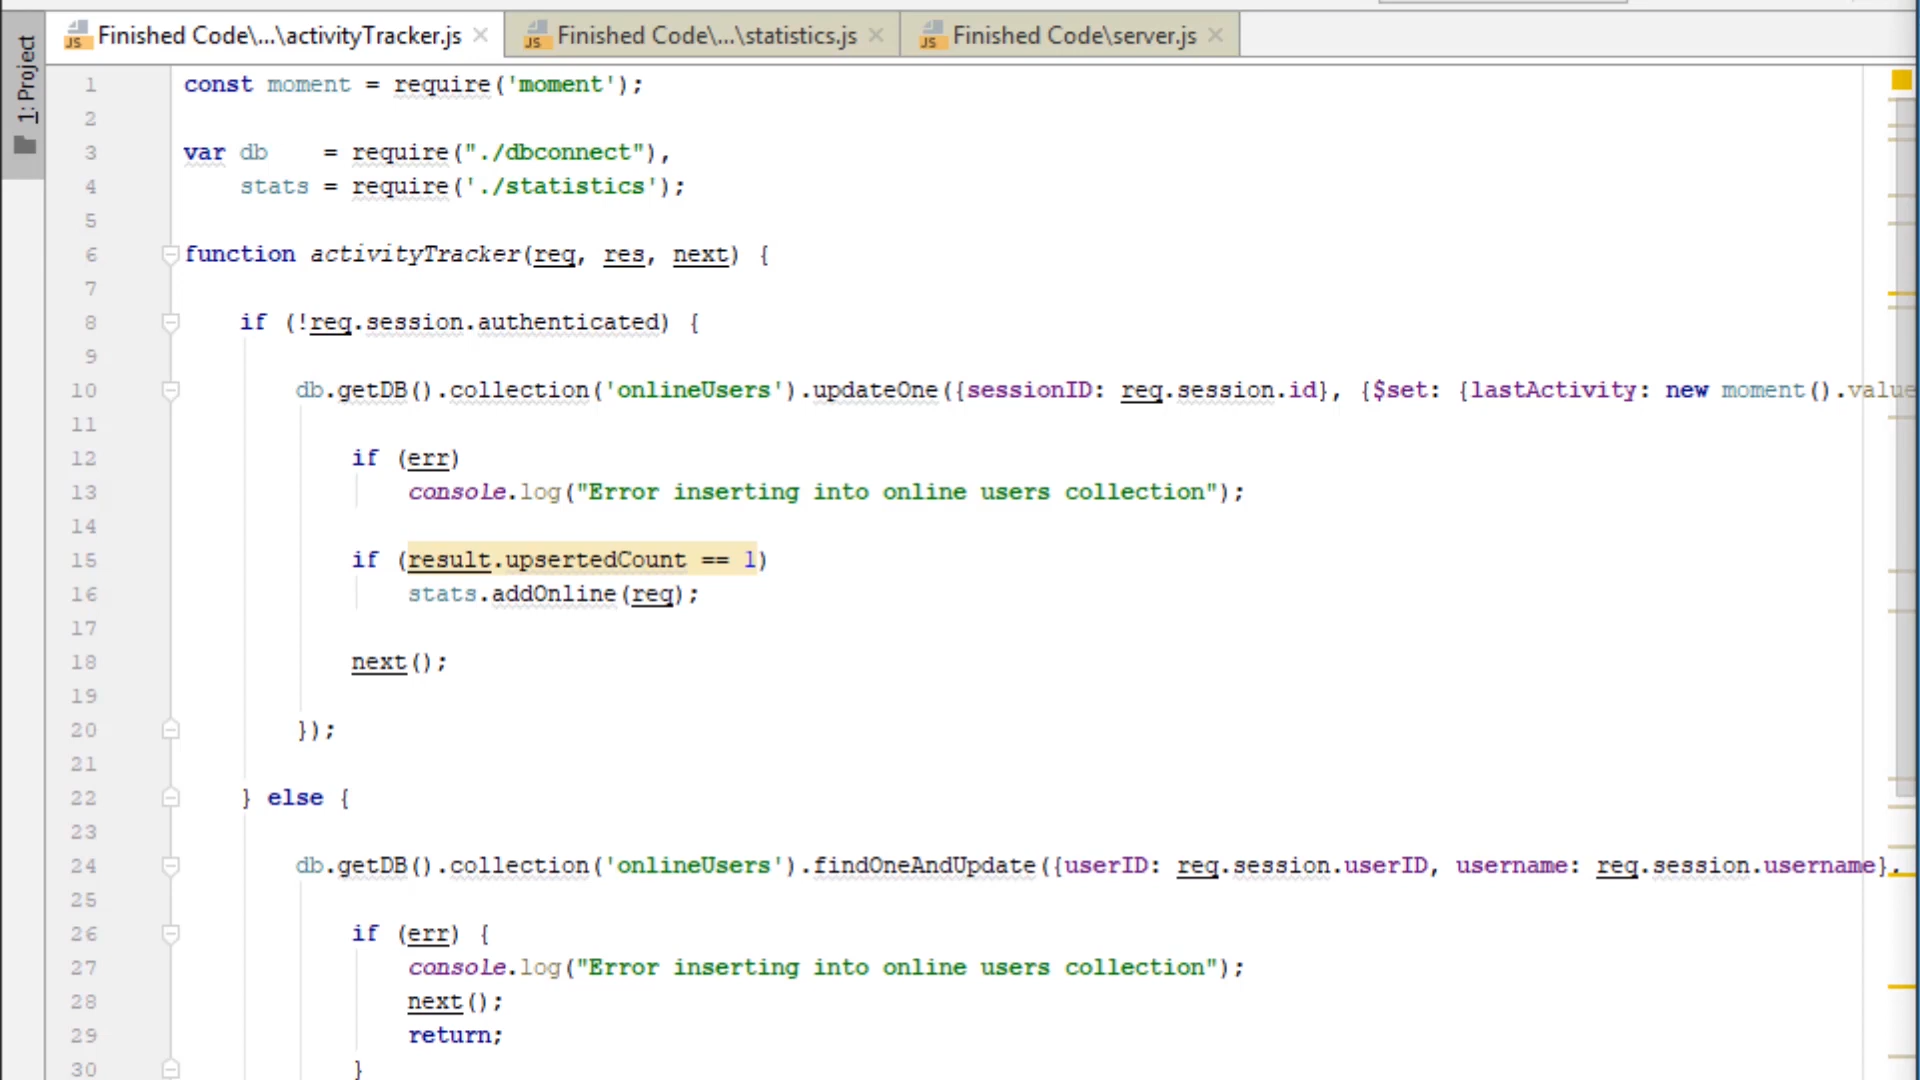 Finished Code\...\activityTracker.js
Finished Code\...\statistics.js
Finished Code\server.js
1: Project
1 const moment = require('moment');
2
3 var db    = require("./dbconnect"),
4     stats = require('./statistics');
5
6 function activityTracker(req, res, next) {
7
8     if (!req.session.authenticated) {
9
10         db.getDB().collection('onlineUsers').updateOne({sessionID: req.session.id}, {$set: {lastActivity: new moment().value
11
12             if (err)
13                 console.log("Error inserting into online users collection");
14
15             if (result.upsertedCount == 1)
16                 stats.addOnline(req);
17
18             next();
19
20         });
21
22     } else {
23
24         db.getDB().collection('onlineUsers').findOneAndUpdate({userID: req.session.userID, username: req.session.username},
25
26             if (err) {
27                 console.log("Error inserting into online users collection");
28                 next();
29                 return;
30             }